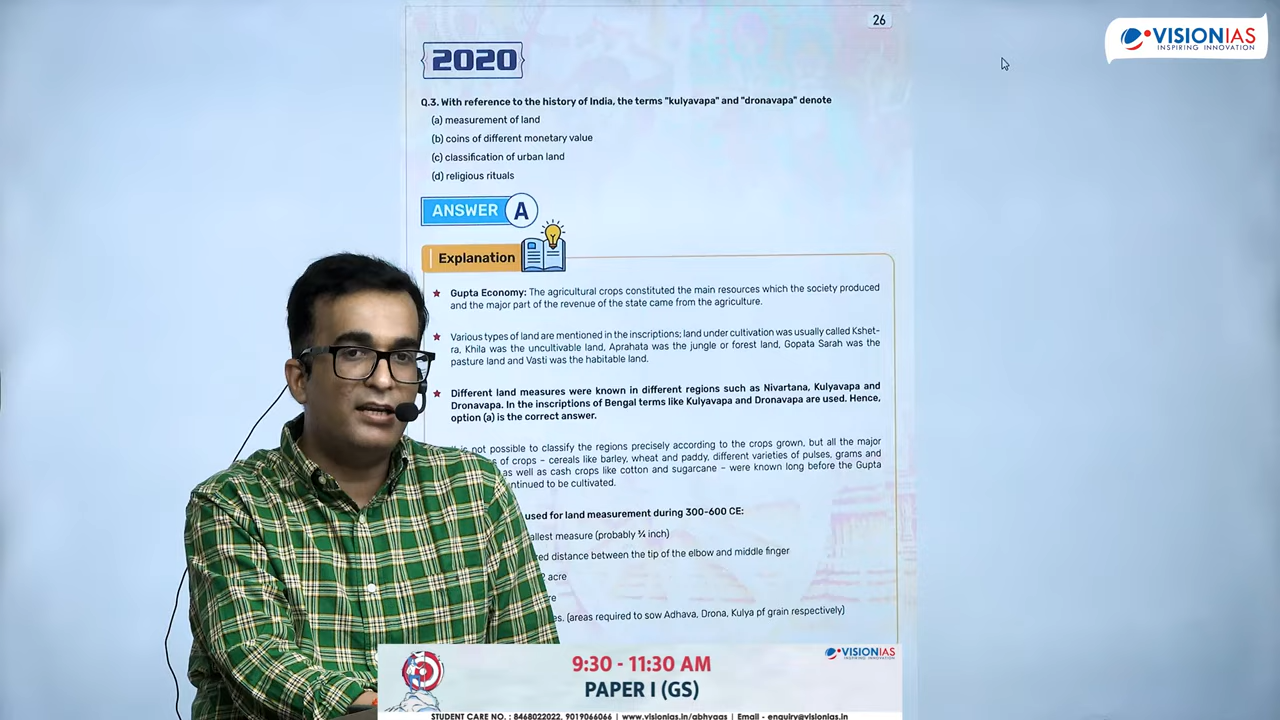 26
VISIONIAS
INSPIRING INNOVATION
2020
Q.3. With reference to the history of India, the terms "kulyavapa" and "dronavapa" denote
(a) measurement of land
(b) coins of different monetary value
(c) classification of urban land
(d) religious rituals
ANSWER A
Explanation
Gupta Economy: The agricultural crops constituted the main resources which the society produced
and the major part of the revenue of the state came from the agriculture.
Various types of land are mentioned in the inscriptions; land under cultivation was usually called Kshet-
ra, Khila was the uncultivable land, Aprahata was the jungle or forest land, Gopata Sarah was the
pasture land and Vasti was the habitable land.
Different land measures were known in different regions such as Nivartana, Kulyavapa and
Dronavapa. In the inscriptions of Bengal terms like Kulyavapa and Dronavapa are used. Hence,
option (a) is the correct answer.
is not possible to classify the regions precisely according to the crops grown, but all the major
of crops – cereals like barley, wheat and paddy, different varieties of pulses, grams and
as well as cash crops like cotton and sugarcane – were known long before the Gupta
to be cultivated.
used for land measurement during 300-600 CE:
measure (probably ¾ inch)
distance between the tip of the elbow and middle finger
acre
(areas required to sow Adhava, Drona, Kulya pf grain respectively)
VISIONIAS
INSPIRING INNOVATION
9:30 - 11:30 AM
PAPER I (GS)
STUDENT CARE NO. : 8468022022, 9019066066 | www.visionias.in/abhyaas | Email - enquiry@visionias.in